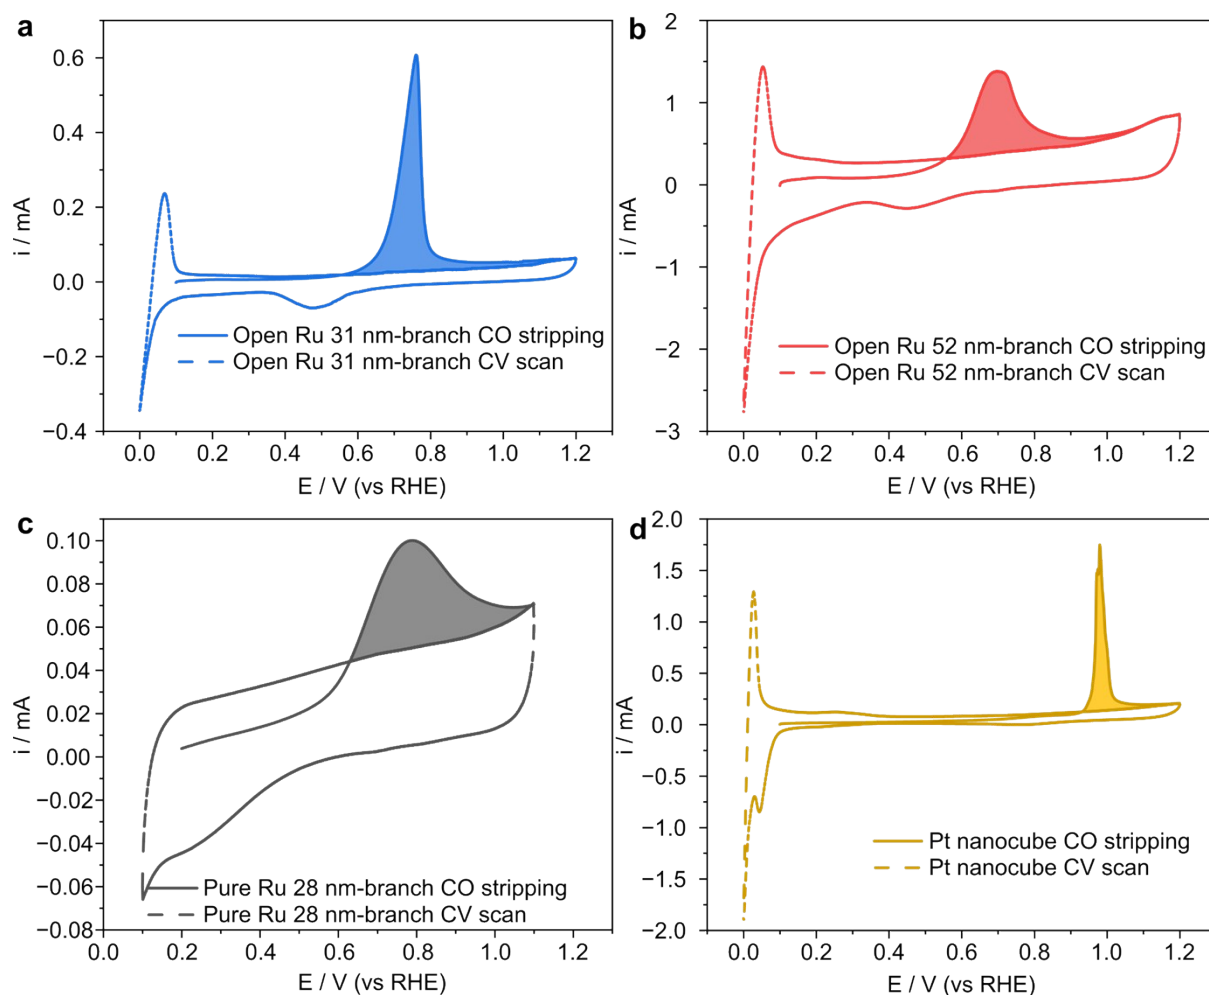 a
0.6
0.4
0.2
0.0
−0.2
−0.4
i / mA
Open Ru 31 nm-branch CO stripping
Open Ru 31 nm-branch CV scan
0.0 0.2 0.4 0.6 0.8 1.0 1.2
E / V (vs RHE)
b
2
1
0
−1
−2
−3
i / mA
Open Ru 52 nm-branch CO stripping
Open Ru 52 nm-branch CV scan
0.0 0.2 0.4 0.6 0.8 1.0 1.2
E / V (vs RHE)
c
0.10
0.08
0.06
0.04
0.02
0.00
−0.02
−0.04
−0.06
−0.08
i / mA
Pure Ru 28 nm-branch CO stripping
Pure Ru 28 nm-branch CV scan
0.0 0.2 0.4 0.6 0.8 1.0 1.2
E / V (vs RHE)
d
2.0
1.5
1.0
0.5
0.0
−0.5
−1.0
−1.5
−2.0
i / mA
Pt nanocube CO stripping
Pt nanocube CV scan
0.0 0.2 0.4 0.6 0.8 1.0 1.2
E / V (vs RHE)